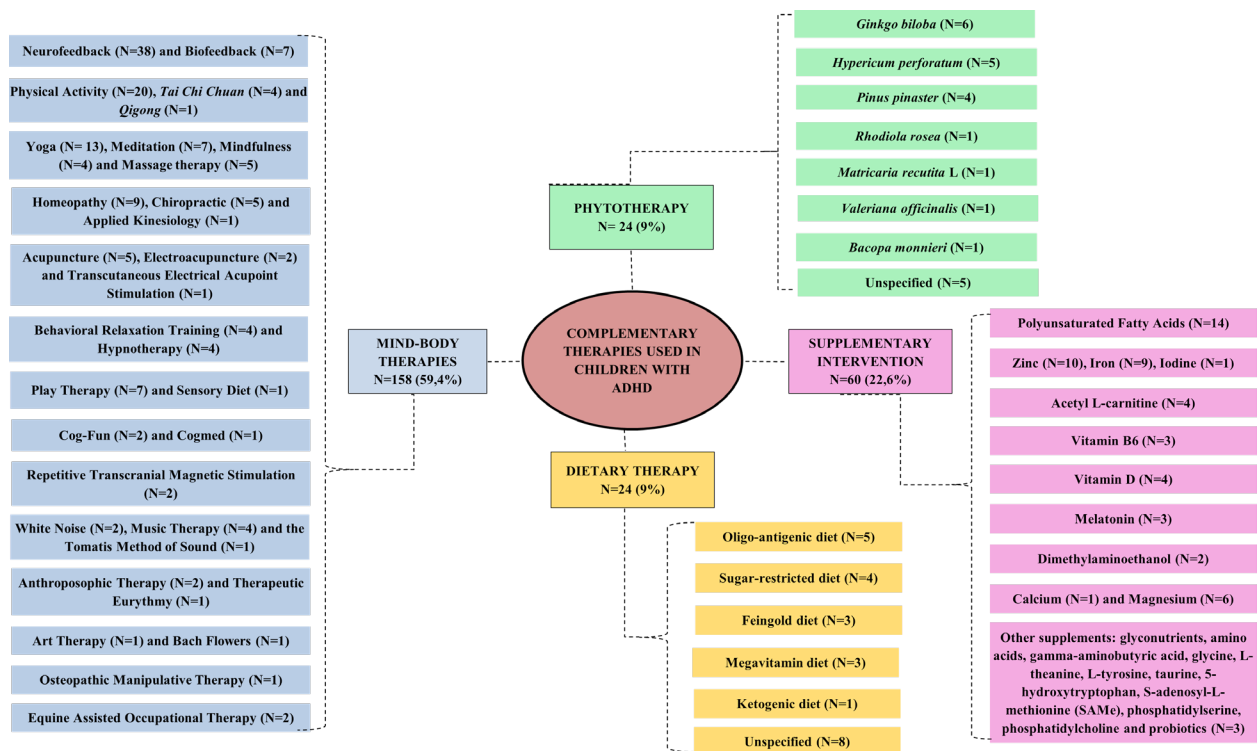 Neurofeedback (N=38) and Biofeedback (N=7)
Physical Activity (N=20), Tai Chi Chuan (N=4) and
Qigong (N=1)
Yoga (N= 13), Meditation (N=7), Mindfulness
(N=4) and Massage therapy (N=5)
Homeopathy (N=9), Chiropractic (N=5) and
Applied Kinesiology (N=1)
Acupuncture (N=5), Electroacupuncture (N=2)
and Transcutaneous Electrical Acupoint
Stimulation (N=1)
Behavioral Relaxation Training (N=4) and
Hypnotherapy (N=4)
Play Therapy (N=7) and Sensory Diet (N=1)
Cog-Fun (N=2) and Cogmed (N=1)
Repetitive Transcranial Magnetic Stimulation
(N=2)
White Noise (N=2), Music Therapy (N=4) and the
Tomatis Method of Sound (N=1)
Anthroposophic Therapy (N=2) and Therapeutic
Eurythmy (N=1)
Art Therapy (N=1) and Bach Flowers (N=1)
Osteopathic Manipulative Therapy (N=1)
Equine Assisted Occupational Therapy (N=2)
MIND-BODY
THERAPIES
N=158 (59,4%)
PHYTOTHERAPY
N= 24 (9%)
COMPLEMENTARY
THERAPIES USED IN
CHILDREN WITH
ADHD
DIETARY THERAPY
N=24 (9%)
SUPPLEMENTARY
INTERVENTION
N=60 (22,6%)
Ginkgo biloba (N=6)
Hypericum perforatum (N=5)
Pinus pinaster (N=4)
Rhodiola rosea (N=1)
Matricaria recutita L (N=1)
Valeriana officinalis (N=1)
Bacopa monnieri (N=1)
Unspecified (N=5)
Oligo-antigenic diet (N=5)
Sugar-restricted diet (N=4)
Feingold diet (N=3)
Megavitamin diet (N=3)
Ketogenic diet (N=1)
Unspecified (N=8)
Polyunsaturated Fatty Acids (N=14)
Zinc (N=10), Iron (N=9), Iodine (N=1)
Acetyl L-carnitine (N=4)
Vitamin B6 (N=3)
Vitamin D (N=4)
Melatonin (N=3)
Dimethylaminoethanol (N=2)
Calcium (N=1) and Magnesium (N=6)
Other supplements: glyconutrients, amino
acids, gamma-aminobutyric acid, glycine, L-
theanine, L-tyrosine, taurine, 5-
hydroxytryptophan, S-adenosyl-L-
methionine (SAMe), phosphatidylserine,
phosphatidylcholine and probiotics (N=3)